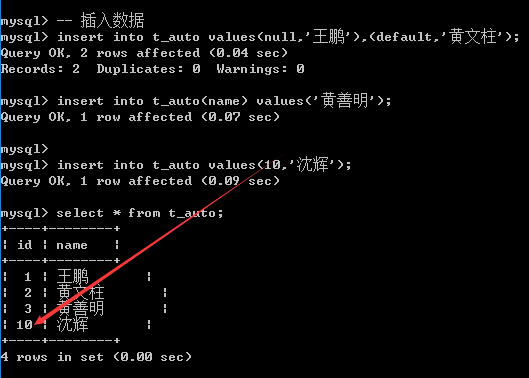 mysql> -- 插入数据
mysql> insert into t_auto values(null,'王鹏'),(default,'黄文柱');
Query OK, 2 rows affected (0.04 sec)
Records: 2  Duplicates: 0  Warnings: 0

mysql> insert into t_auto(name) values('黄善明');
Query OK, 1 row affected (0.07 sec)

mysql>
mysql> insert into t_auto values(10,'沈辉');
Query OK, 1 row affected (0.09 sec)

mysql> select * from t_auto;
+----+--------+
| id | name   |
+----+--------+
|  1 | 王鹏      |
|  2 | 黄文柱       |
|  3 | 黄善明       |
| 10 | 沈辉      |
+----+--------+
4 rows in set (0.00 sec)